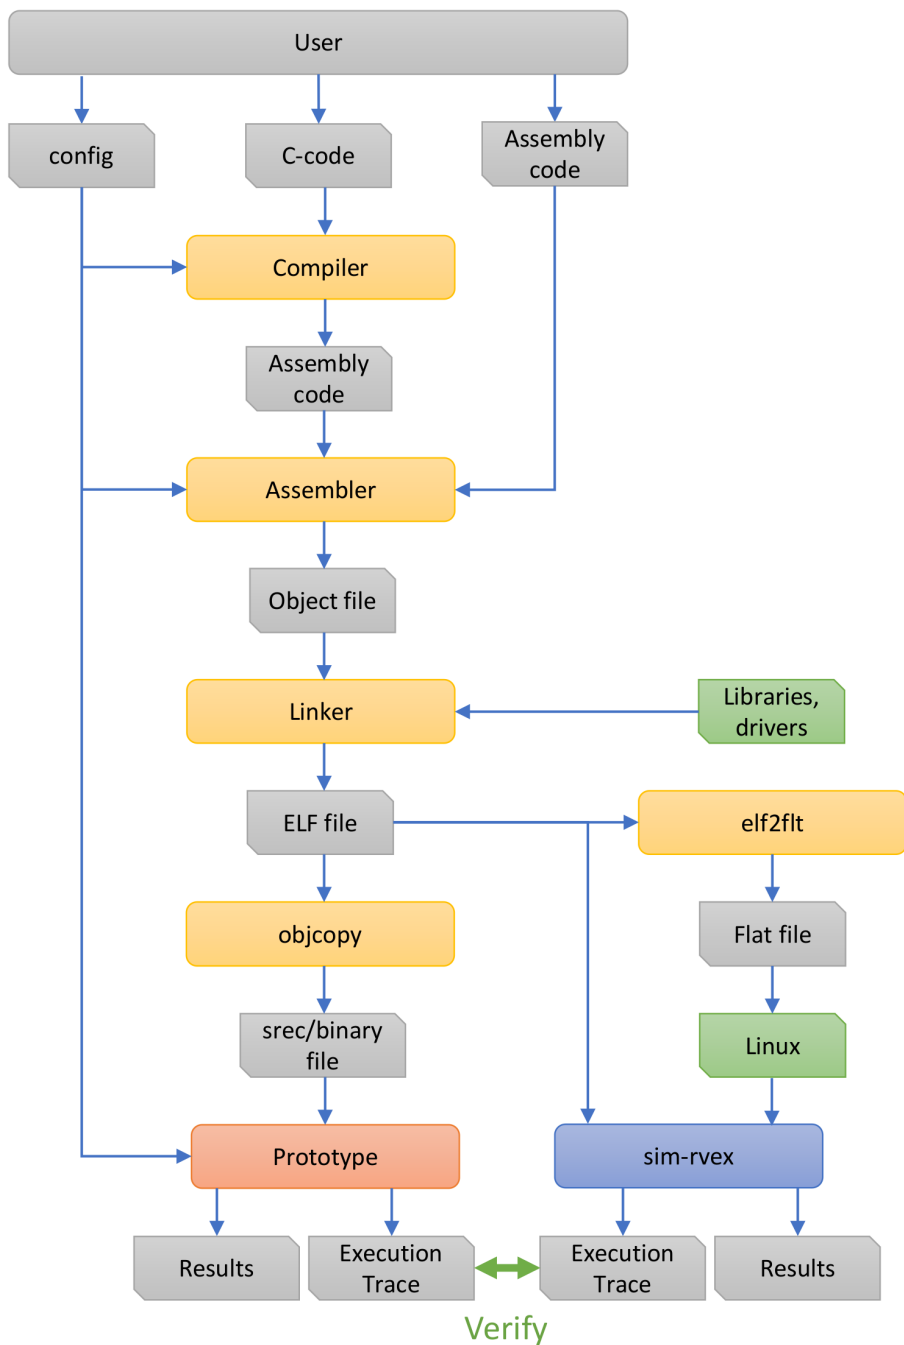 User
config
C-code
Assembly
code
Compiler
Assembly
code
Assembler
Object file
Linker
Libraries,
drivers
ELF file
elf2flt
objcopy
Flat file
srec/binary
file
Linux
Prototype
sim-rvex
Results
Execution
Trace
Execution
Trace
Results
Verify